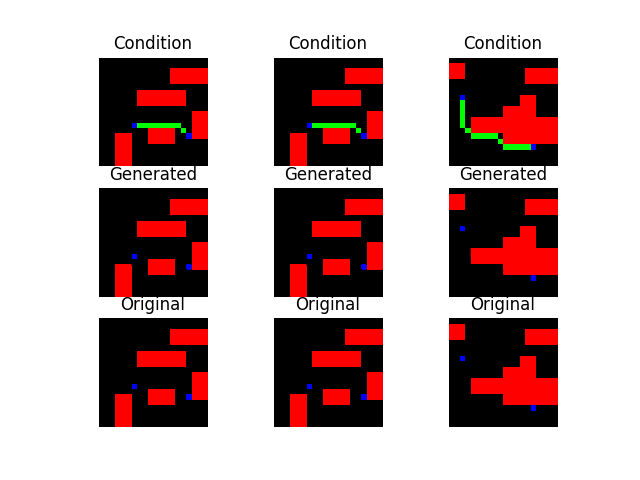 Condition Condition Condition
Generated Generated Generated
Original Original Original